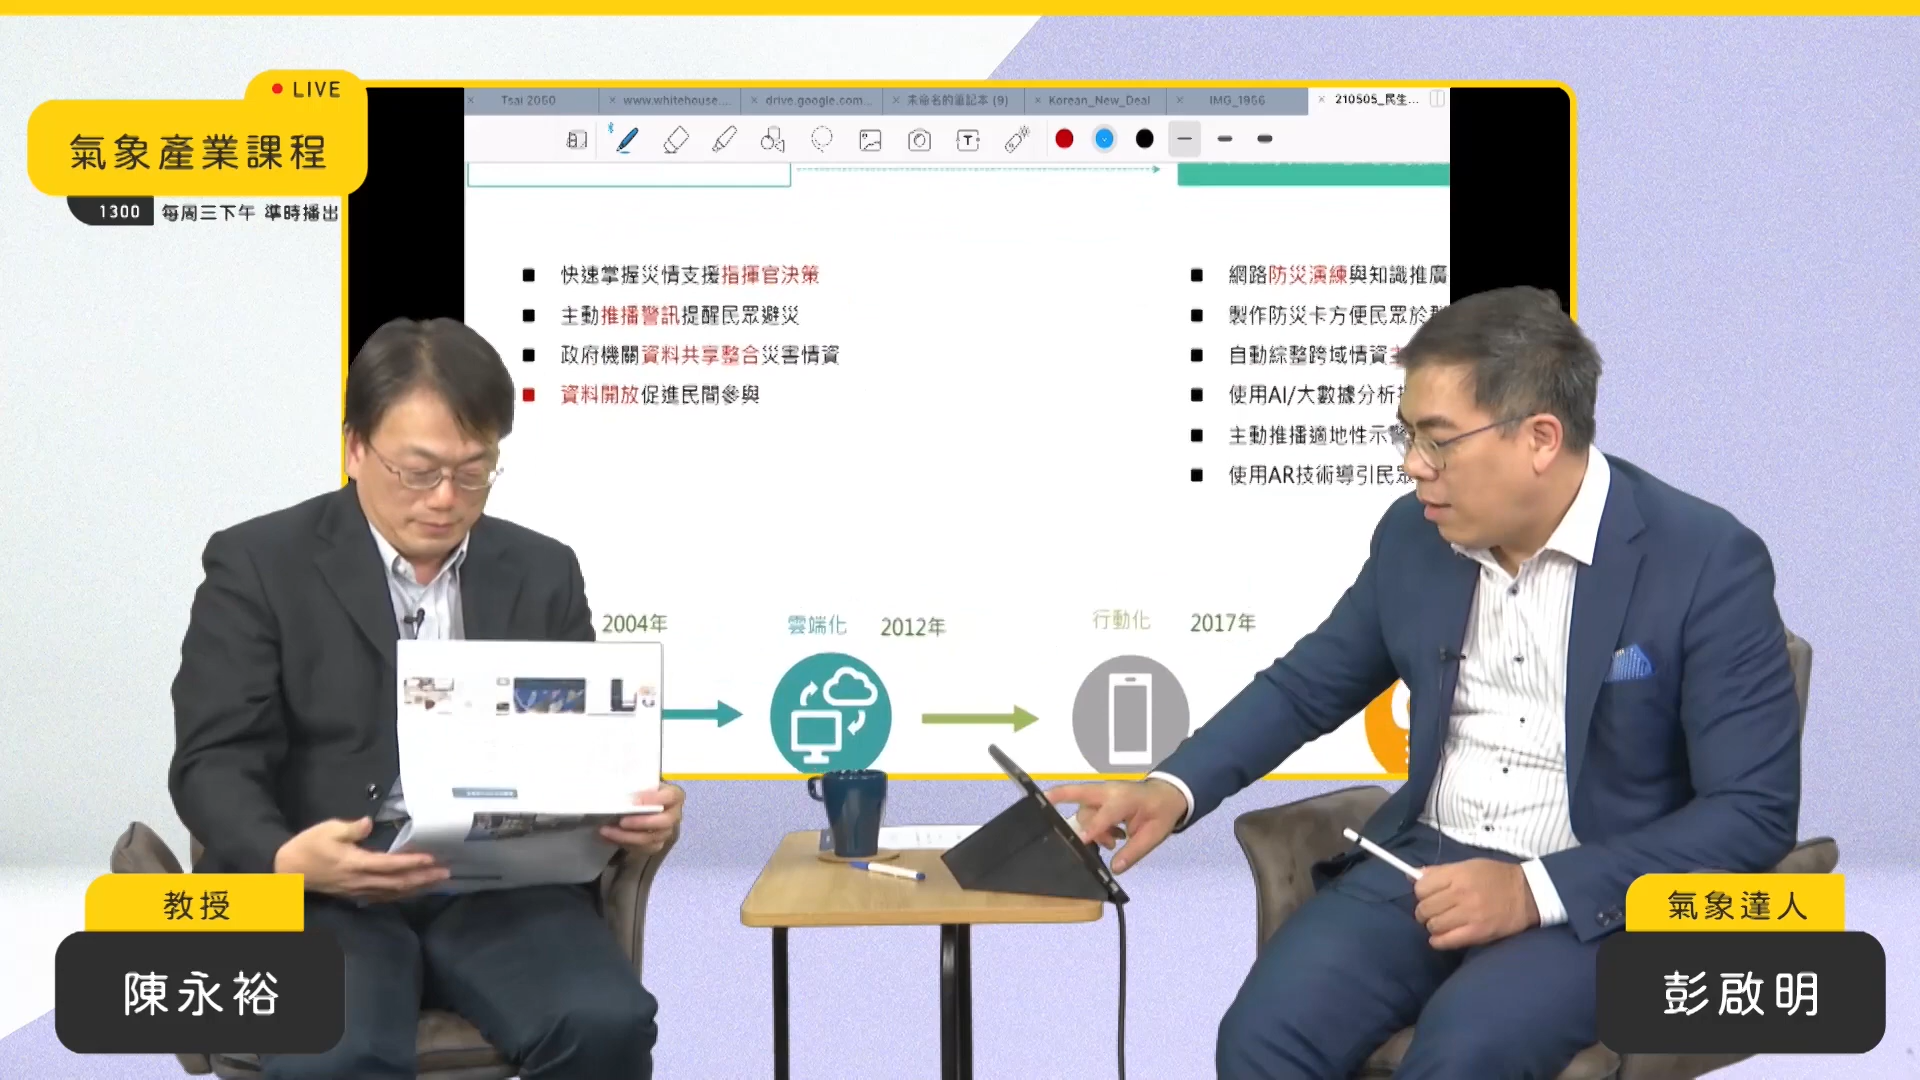 LIVE
氣象產業課程
1300 每周三下午 準時播出
Tsai 2060
www.whitehouse....
drive.google.com...
未命名的筆記本 (9)
Korean_New_Deal
IMG_1966
210505_民生...
快速掌握災情支援指揮官決策
主動推播警訊提醒民眾避災
政府機關資料共享整合災害情資
資料開放促進民間參與
網路防災演練與知識推廣
製作防災卡方便民眾於
自動綜整跨域情資
使用AI/大數據分析
主動推播適地性示
使用AR技術導引民眾
2004年
雲端化
2012年
行動化
2017年
教授
陳永裕
氣象達人
彭啟明